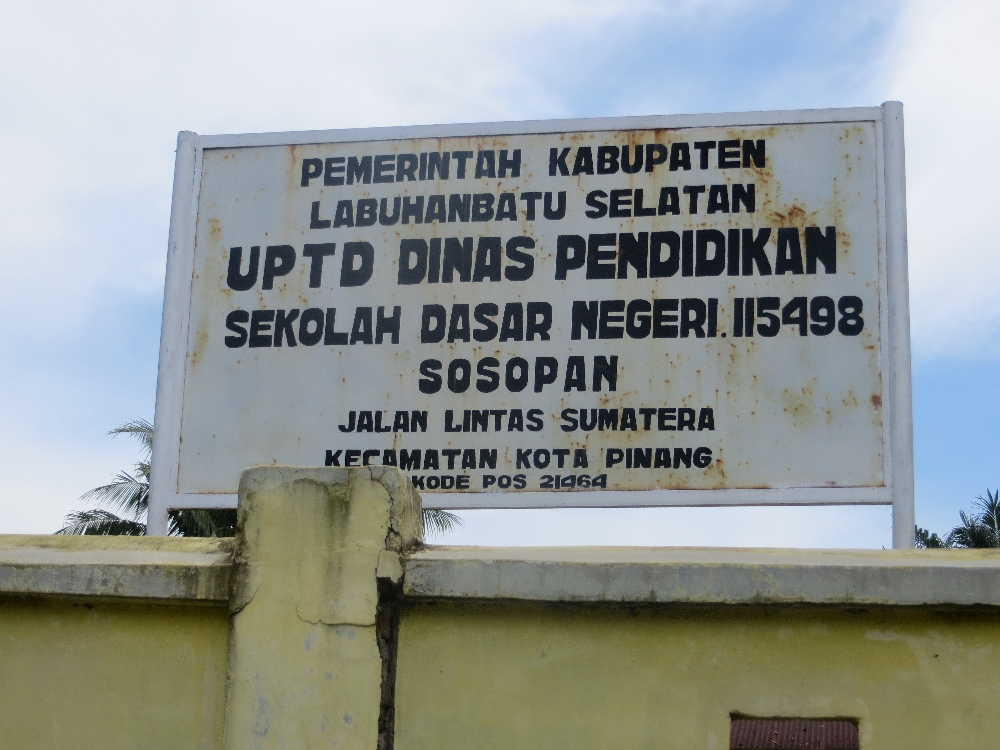 PEMERINTAH KABUPATEN
LABUHANBATU SELATAN
UPTD DINAS PENDIDIKAN
SEKOLAH DASAR NEGERI. 115498
SOSOPAN
JALAN LINTAS SUMATERA
KECAMATAN KOTA PINANG
KODE POS 21464